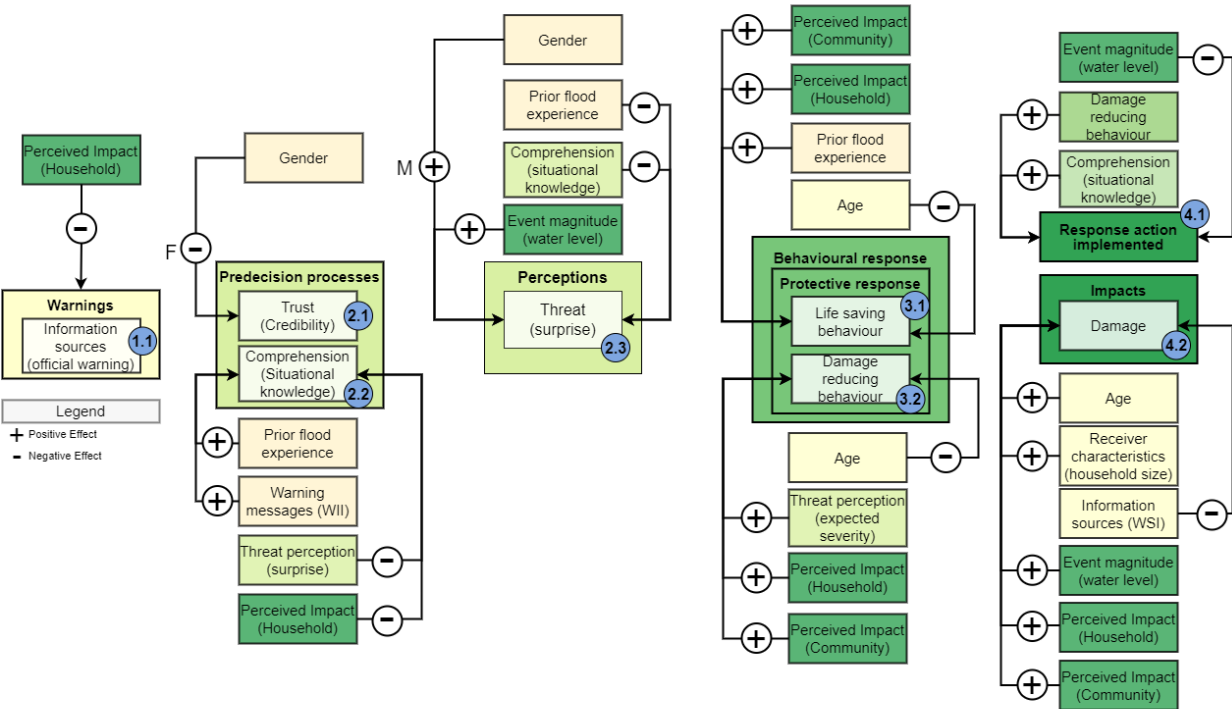 Perceived Impact
(Household)
-
Warnings
Information
sources
(official warning)
1.1
Legend
+ Positive Effect
- Negative Effect
Gender
F
-
Predecision processes
Trust
(Credibility)
2.1
Comprehension
(Situational
knowledge)
2.2
+
Prior flood
experience
+
Warning
messages (WII)
Threat perception
(surprise)
-
Perceived Impact
(Household)
-
Gender
M
+
Prior flood
experience
-
Comprehension
(situational
knowledge)
-
+
Event magnitude
(water level)
Perceptions
Threat
(surprise)
2.3
+
Perceived Impact
(Community)
+
Perceived Impact
(Household)
+
Prior flood
experience
Age
-
Behavioural response
Protective response
Life saving
behaviour
3.1
Damage
reducing
behaviour
3.2
Age
-
+
Threat perception
(expected
severity)
+
Perceived Impact
(Household)
+
Perceived Impact
(Community)
Event magnitude
(water level)
-
+
Damage
reducing
behaviour
+
Comprehension
(situational
knowledge)
Response action
implemented
4.1
Impacts
Damage
4.2
+
Age
+
Receiver
characteristics
(household size)
Information
sources (WSI)
-
+
Event magnitude
(water level)
+
Perceived Impact
(Household)
+
Perceived Impact
(Community)